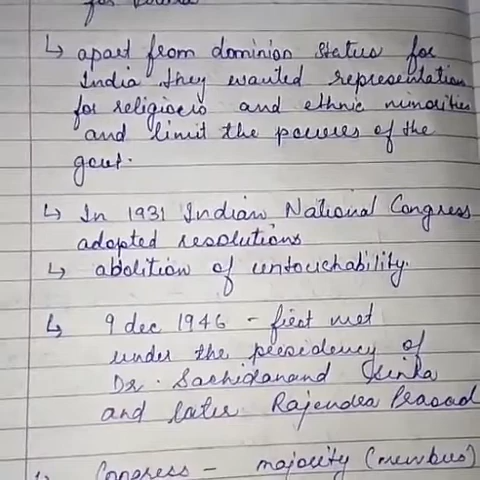 for
↳ apart from dominion status for
India they wanted representation
for religious and ethnic minorities
and limit the powers of the
govt.
↳ In 1931 Indian National Congress
adopted resolutions
↳ abolition of untouchability.
↳ 9 dec 1946 - first met
under the presidency of
Dr. Sachidanand Sinha
and later Rajendra Prasad
Congress - majority (members)